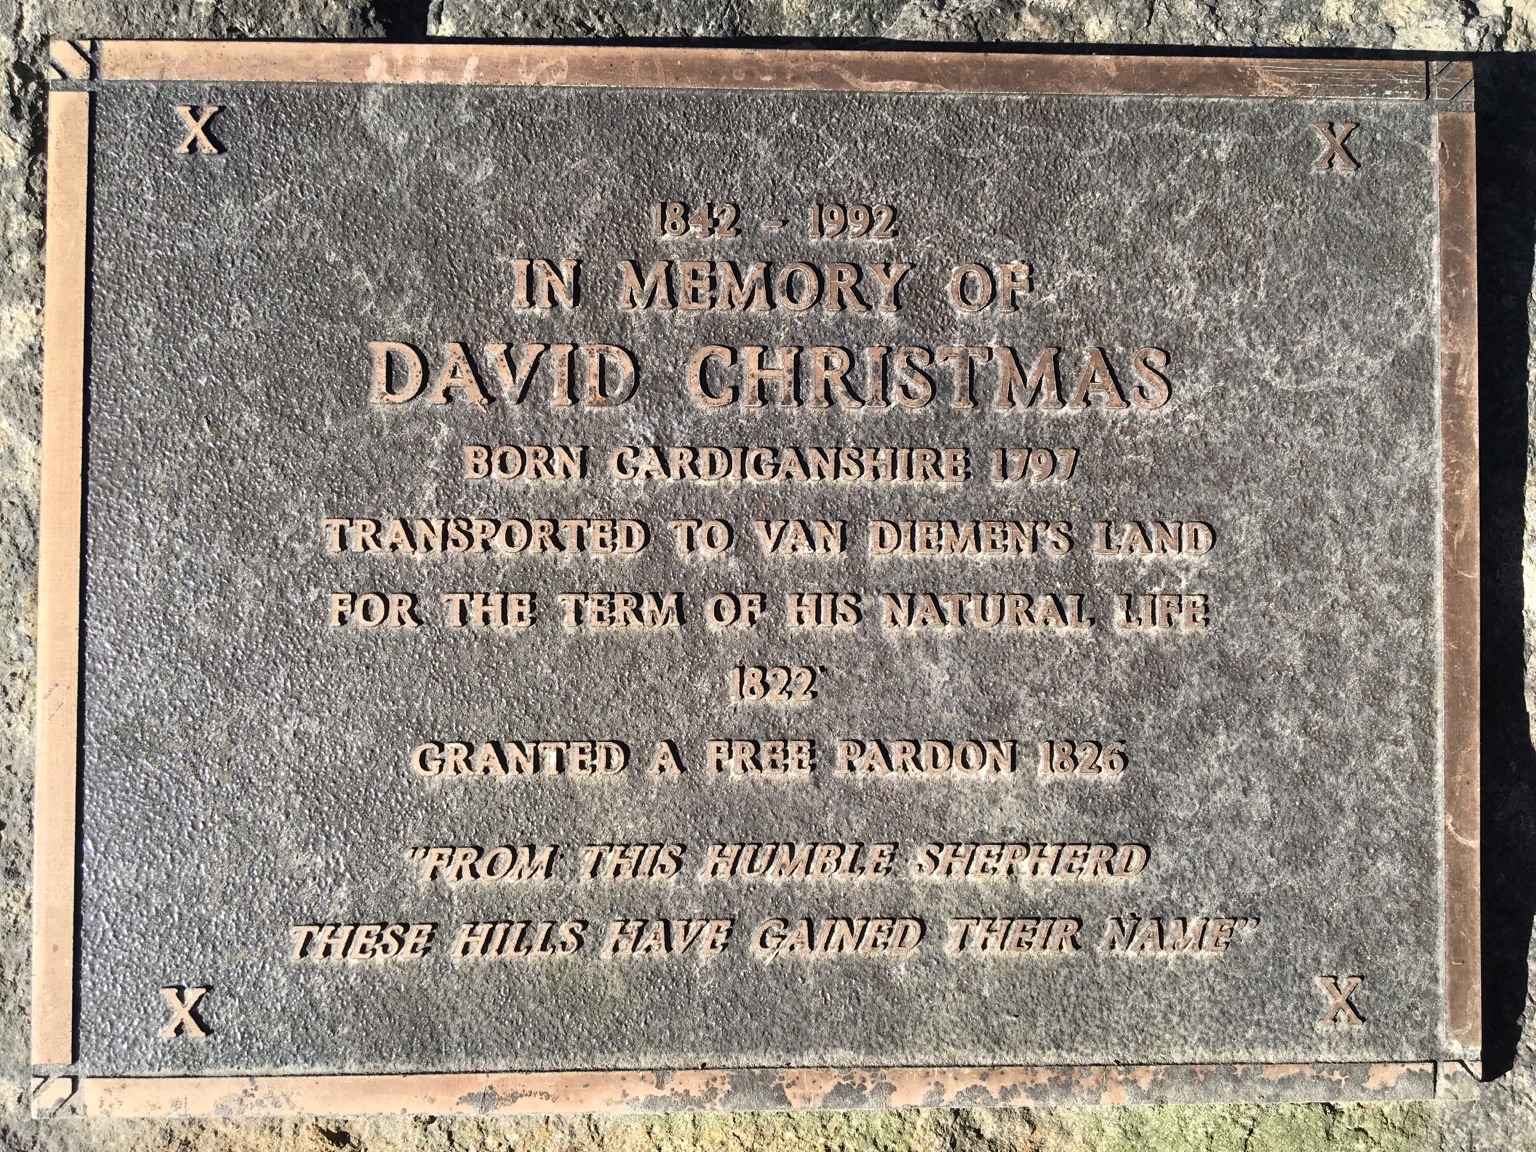 X X
1842 - 1992
IN MEMORY OF
DAVID CHRISTMAS
BORN CARDIGANSHIRE 1797
TRANSPORTED TO VAN DIEMEN'S LAND
FOR THE TERM OF HIS NATURAL LIFE
1822
GRANTED A FREE PARDON 1826
"FROM THIS HUMBLE SHEPHERD
THESE HILLS HAVE GAINED THEIR NAME"
X X